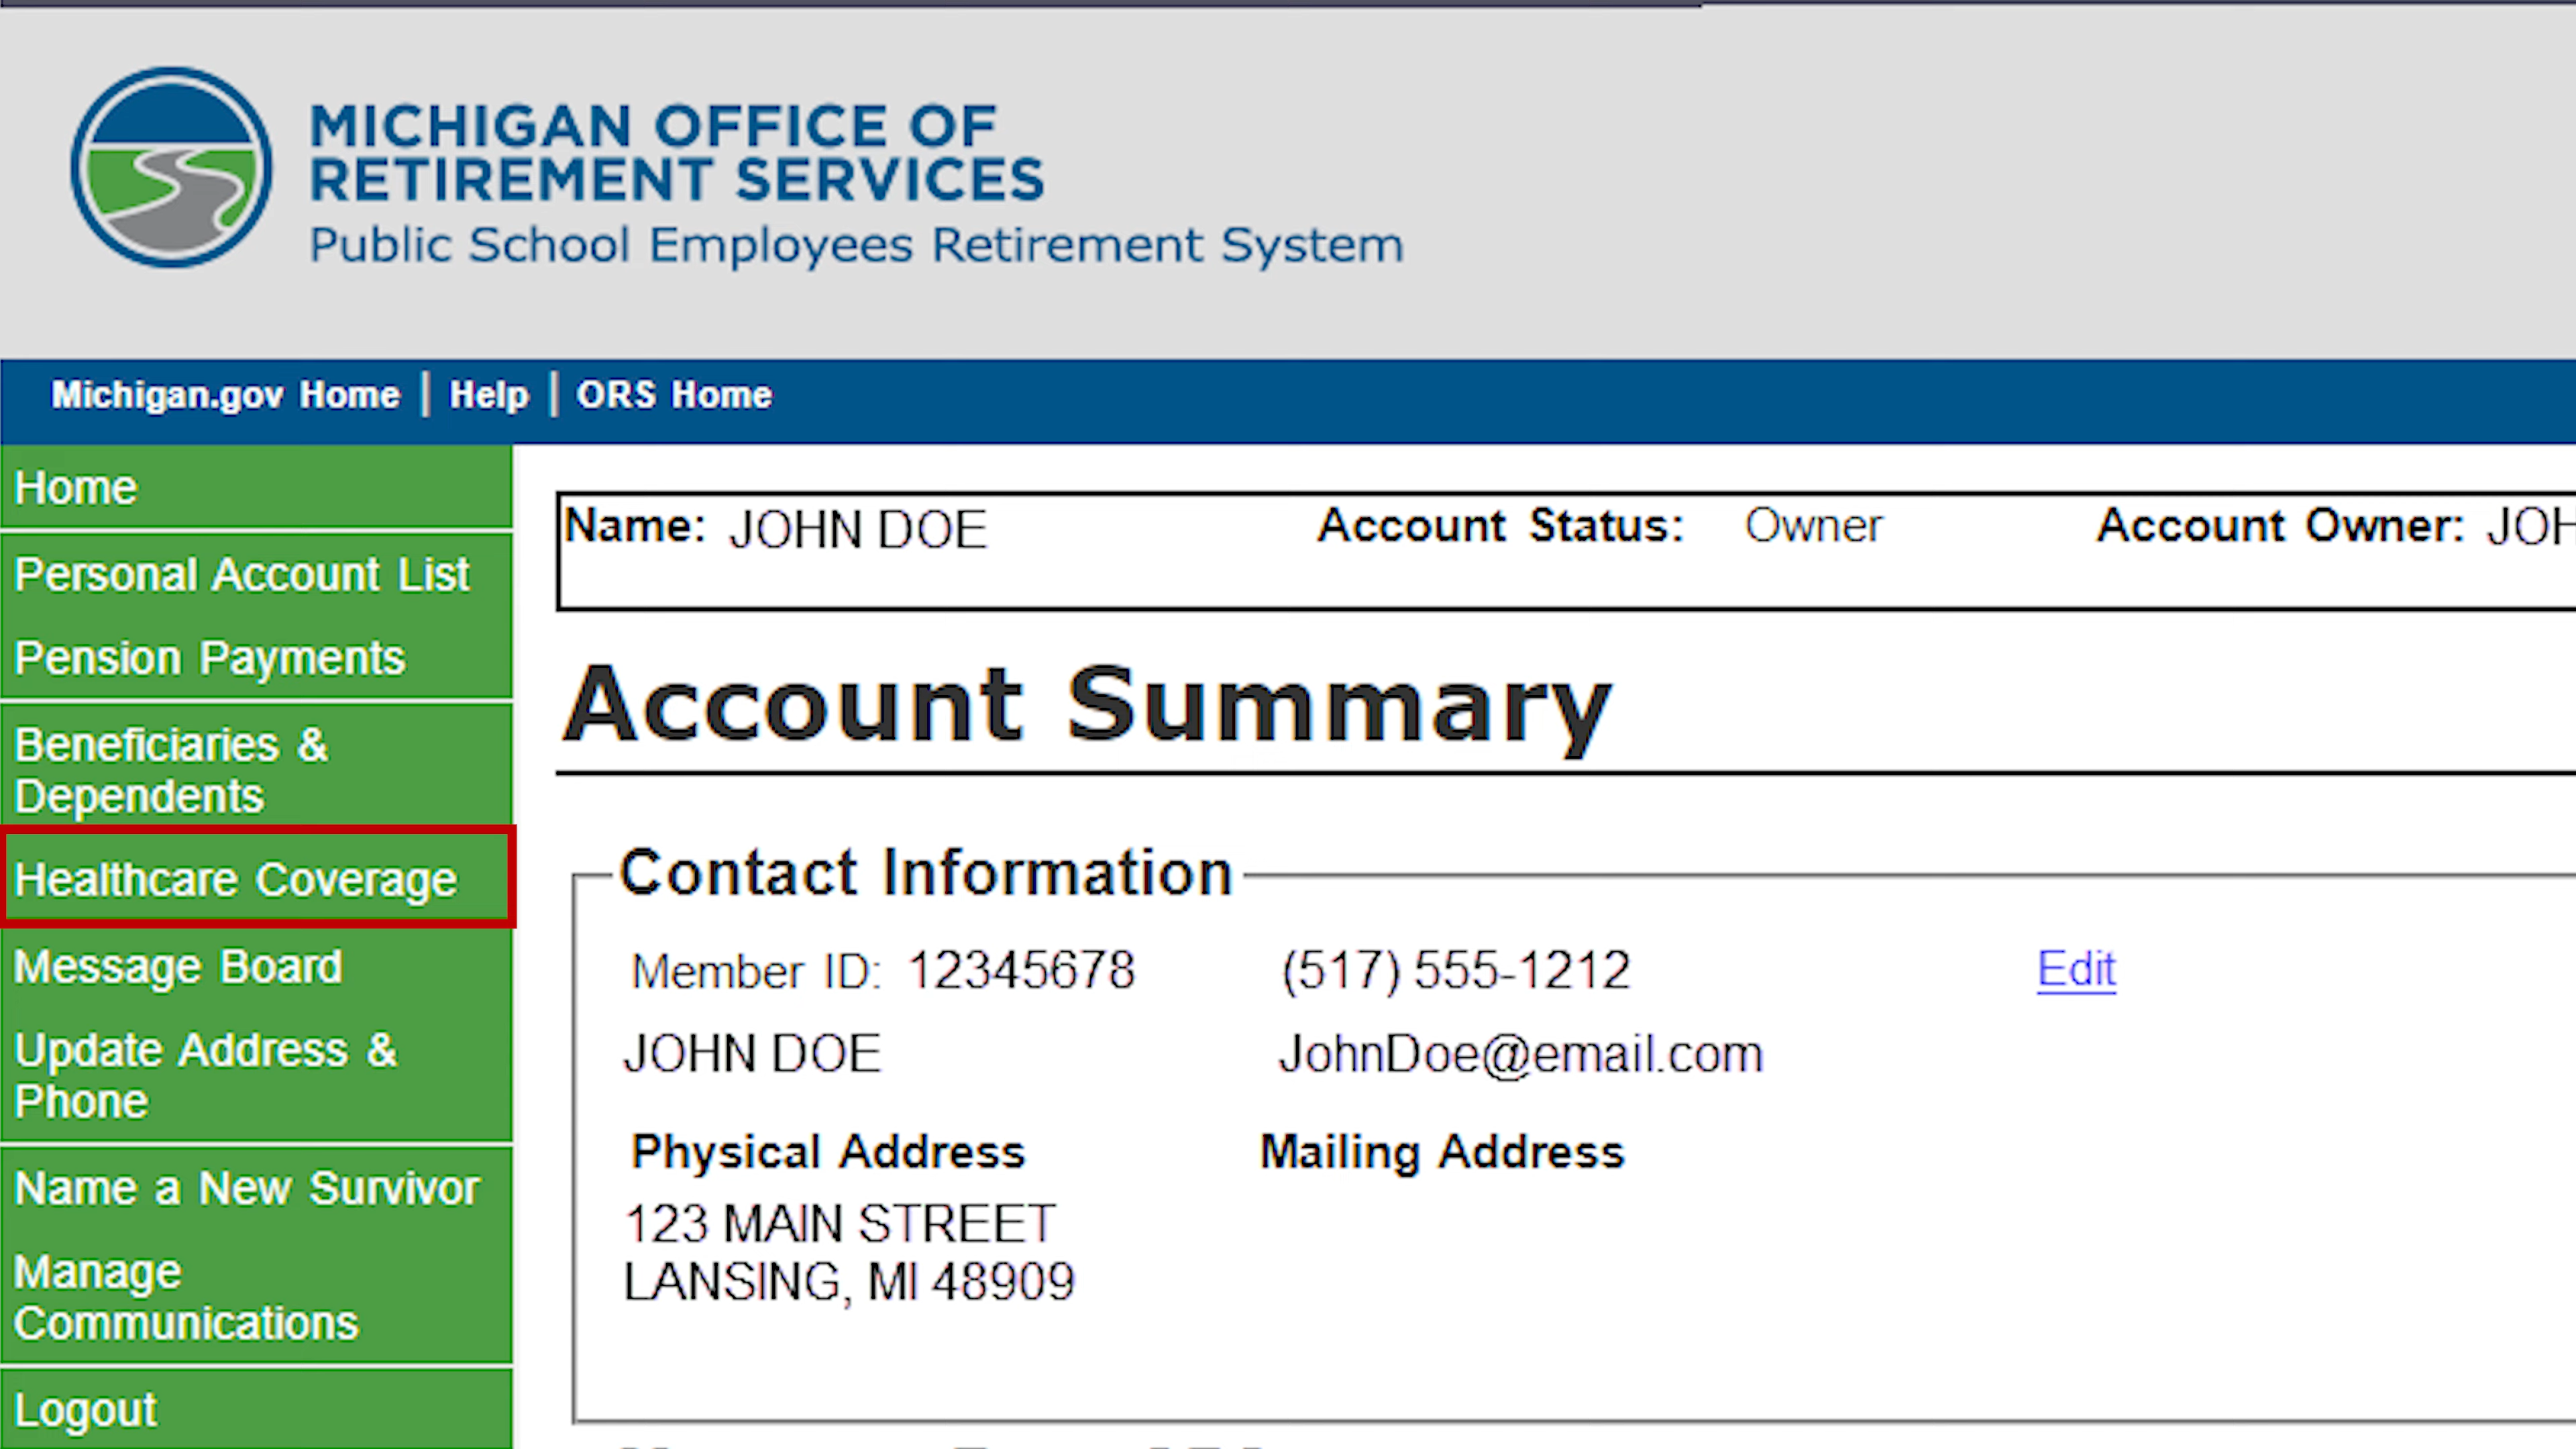 MICHIGAN OFFICE OF
RETIREMENT SERVICES
Public School Employees Retirement System
Michigan.gov Home | Help | ORS Home
Home
Personal Account List
Pension Payments
Beneficiaries &
Dependents
Healthcare Coverage
Message Board
Update Address &
Phone
Name a New Survivor
Manage
Communications
Logout
Name: JOHN DOE Account Status: Owner Account Owner: JOH
Account Summary
Contact Information
Member ID: 12345678 (517) 555-1212 Edit
JOHN DOE JohnDoe@email.com
Physical Address Mailing Address
123 MAIN STREET
LANSING, MI 48909